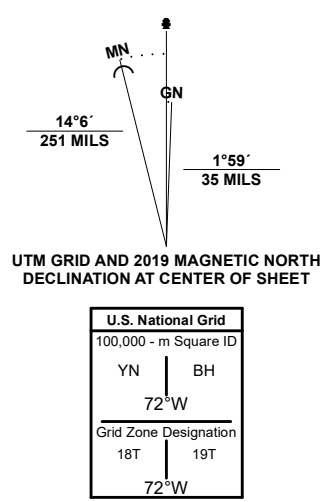 MN
GN
14°6´
251 MILS
1°59´
35 MILS
UTM GRID AND 2019 MAGNETIC NORTH
DECLINATION AT CENTER OF SHEET
U.S. National Grid
100,000 - m Square ID
YN BH
72°W
Grid Zone Designation
18T 19T
72°W